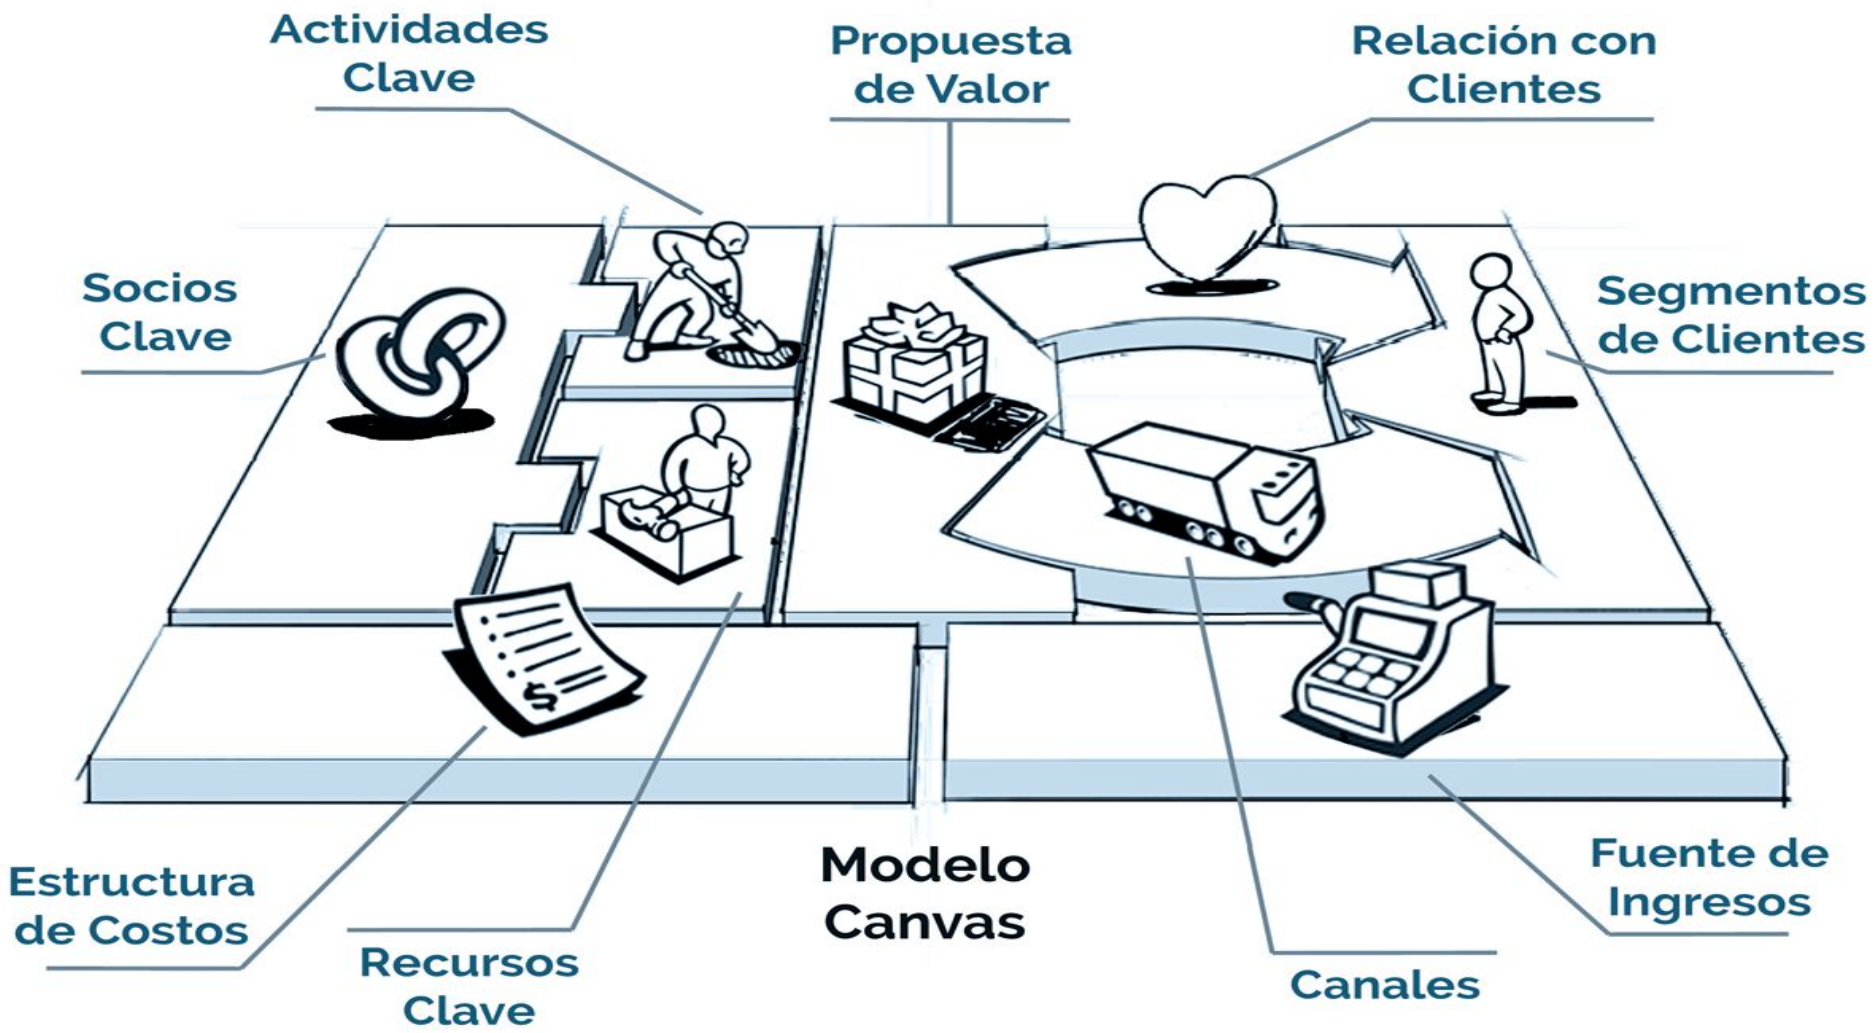 Actividades
Clave
Propuesta
de Valor
Relación con
Clientes
Socios
Clave
Segmentos
de Clientes
$
Estructura
de Costos
Recursos
Clave
Modelo
Canvas
Canales
Fuente de
Ingresos